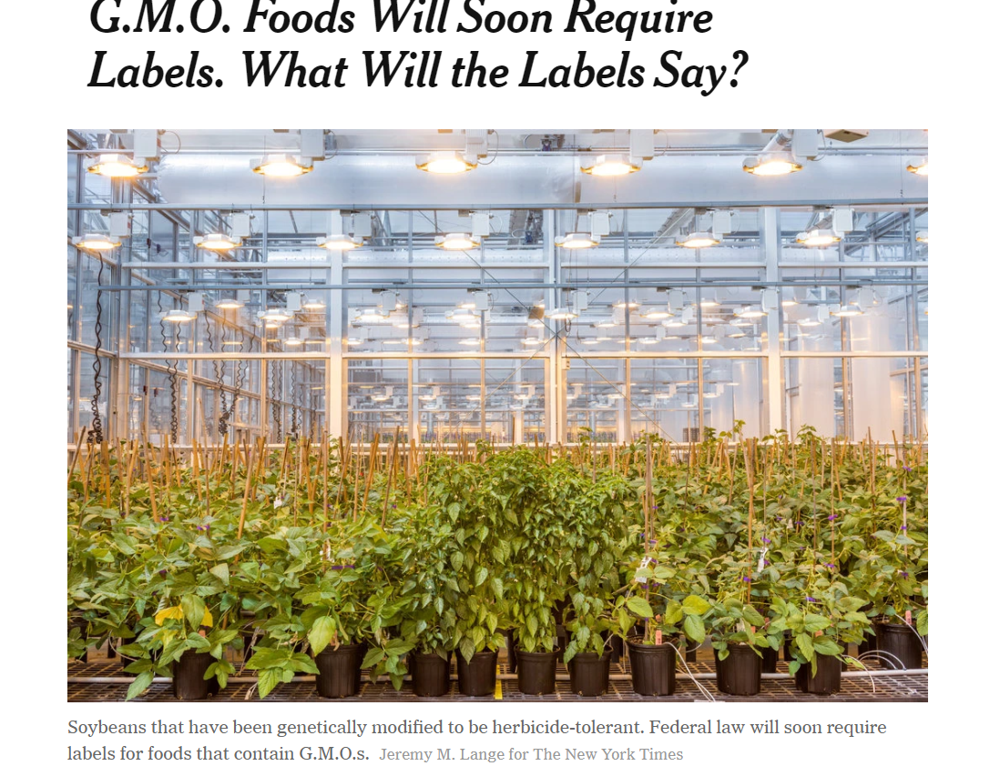 G.M.O. Foods Will Soon Require
Labels. What Will the Labels Say?
Soybeans that have been genetically modified to be herbicide-tolerant. Federal law will soon require
labels for foods that contain G.M.O.s. Jeremy M. Lange for The New York Times